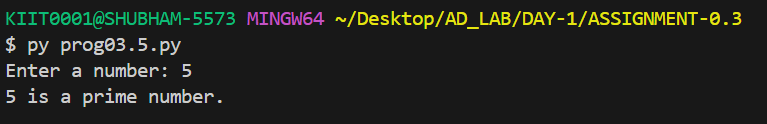 KIIT0001@SHUBHAM-5573 MINGW64 ~/Desktop/AD_LAB/DAY-1/ASSIGNMENT-0.3
$ py prog03.5.py
Enter a number: 5
5 is a prime number.